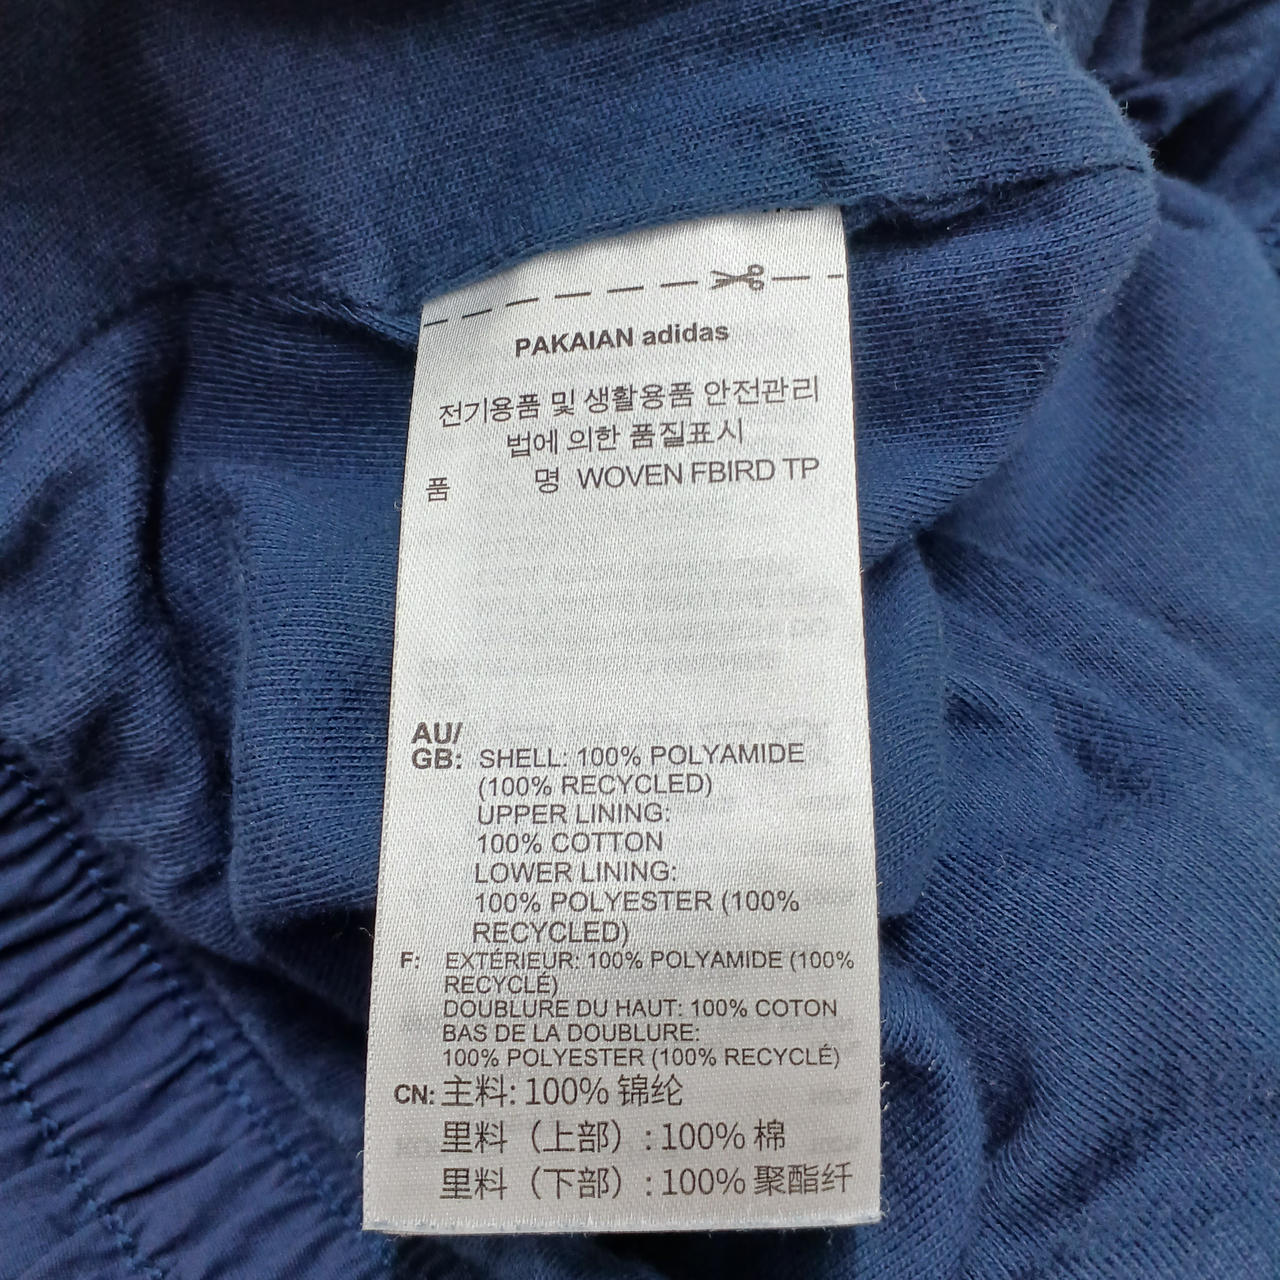 PAKAIAN adidas
전기용품 및 생활용품 안전관리
법에 의한 품질표시
품 명 WOVEN FBIRD TP
AU/
GB: SHELL: 100% POLYAMIDE
(100% RECYCLED)
UPPER LINING:
100% COTTON
LOWER LINING:
100% POLYESTER (100%
RECYCLED)
F: EXTÉRIEUR: 100% POLYAMIDE (100%
RECYCLÉ)
DOUBLURE DU HAUT: 100% COTON
BAS DE LA DOUBLURE:
100% POLYESTER (100% RECYCLÉ)
CN: 主料: 100% 锦纶
里料（上部）: 100% 棉
里料（下部）: 100% 聚酯纤